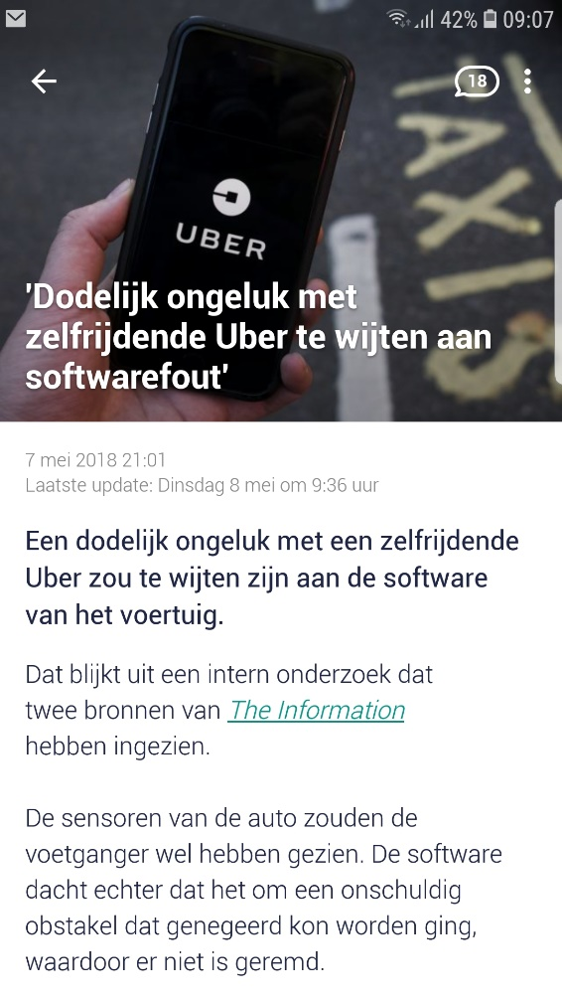 42% 09:07
18
UBER
TAXIS
'Dodelijk ongeluk met
zelfrijdende Uber te wijten aan
softwarefout'
7 mei 2018 21:01
Laatste update: Dinsdag 8 mei om 9:36 uur
Een dodelijk ongeluk met een zelfrijdende
Uber zou te wijten zijn aan de software
van het voertuig.
Dat blijkt uit een intern onderzoek dat
twee bronnen van The Information
hebben ingezien.
De sensoren van de auto zouden de
voetganger wel hebben gezien. De software
dacht echter dat het om een onschuldig
obstakel dat genegeerd kon worden ging,
waardoor er niet is geremd.